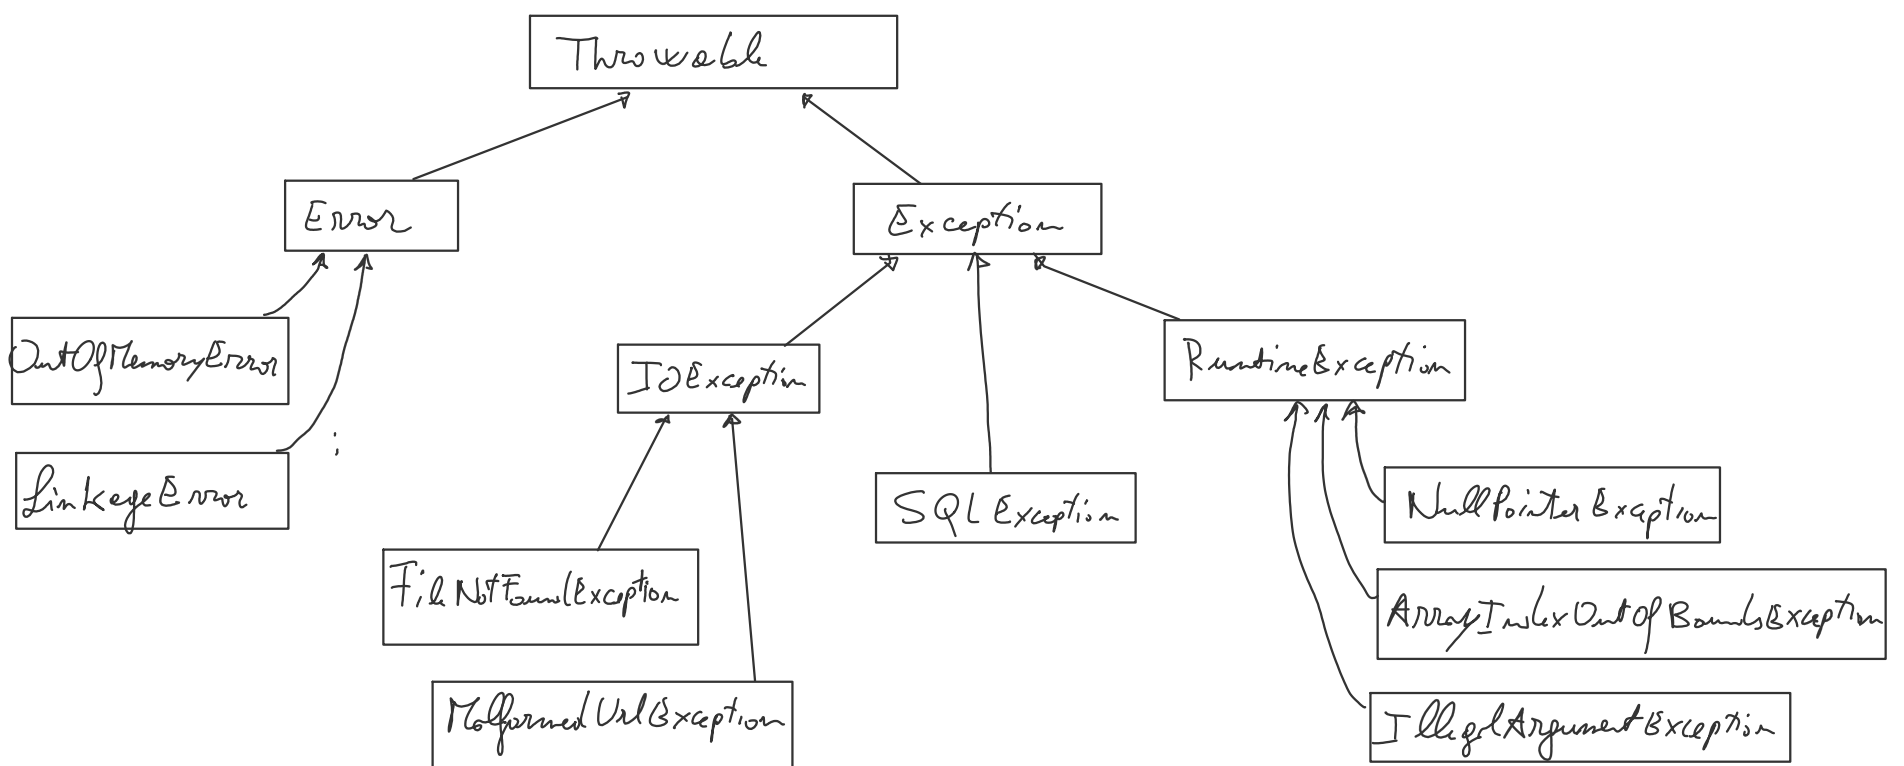 Throwable
Error
Exception
OutOfMemoryError
IOException
RuntimeException
LinkageError
SQLException
NullPointerException
FileNotFoundException
ArrayIndexOutOfBoundsException
MalformedUrlException
IllegalArgumentException